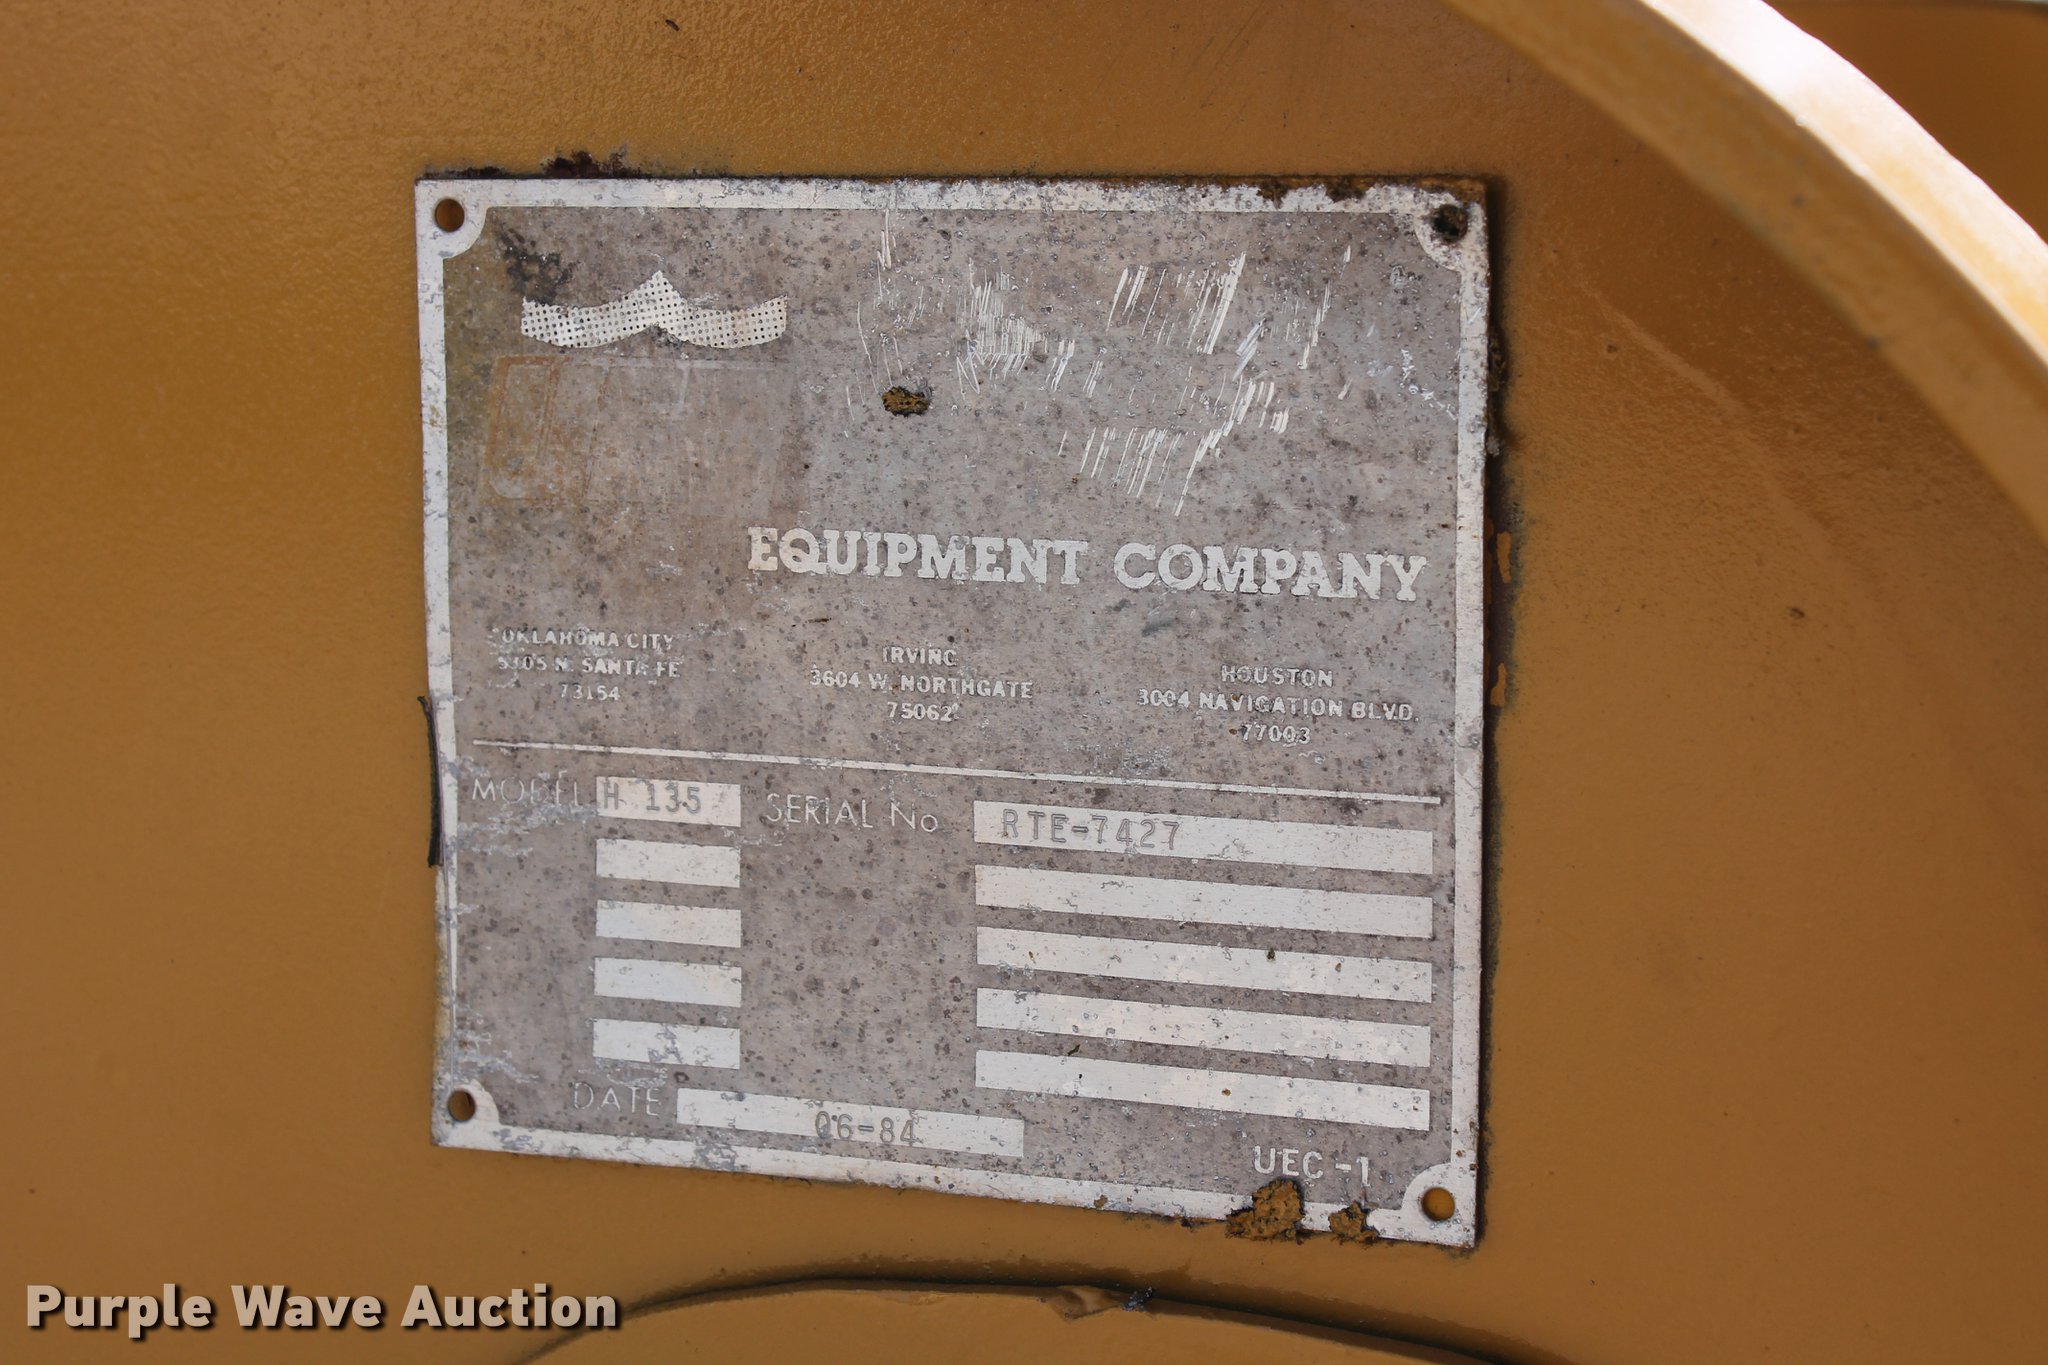 EQUIPMENT COMPANY
OKLAHOMA CITY
N. SANTA FE
73154
IRVING
3604 W. NORTHGATE
75062
HOUSTON
3004 NAVIGATION BLVD.
77003
MODEL H 135 SERIAL No RTE-7427
DATE 06-84
UEC-1
Purple Wave Auction